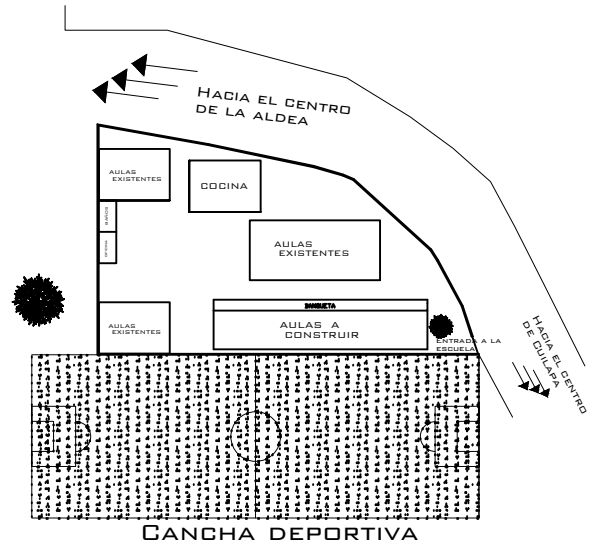 HACIA EL CENTRO
DE LA ALDEA
AULAS
EXISTENTES
COCINA
AULAS
EXISTENTES
BANQUETA
AULAS A
CONSTRUIR
AULAS
EXISTENTES
ENTRADA A LA
ESCUELA
HACIA EL CENTRO
DE CUILAPA
CANCHA DEPORTIVA